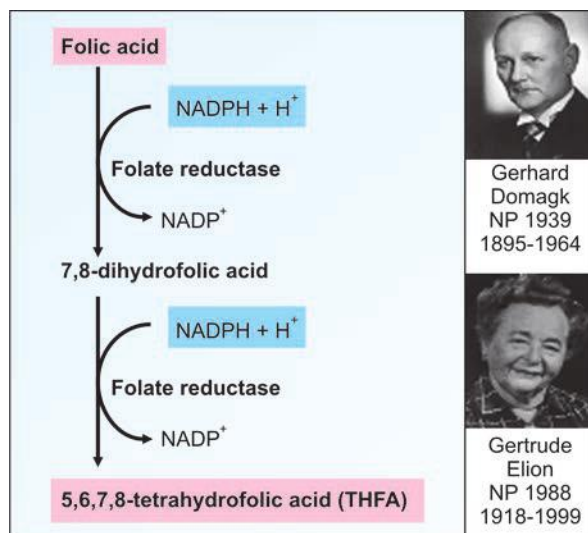 Folic acid
NADPH + H⁺
Folate reductase
NADP⁺
7,8-dihydrofolic acid
NADPH + H⁺
Folate reductase
NADP⁺
5,6,7,8-tetrahydrofolic acid (THFA)
Gerhard
Domagk
NP 1939
1895-1964
Gertrude
Elion
NP 1988
1918-1999